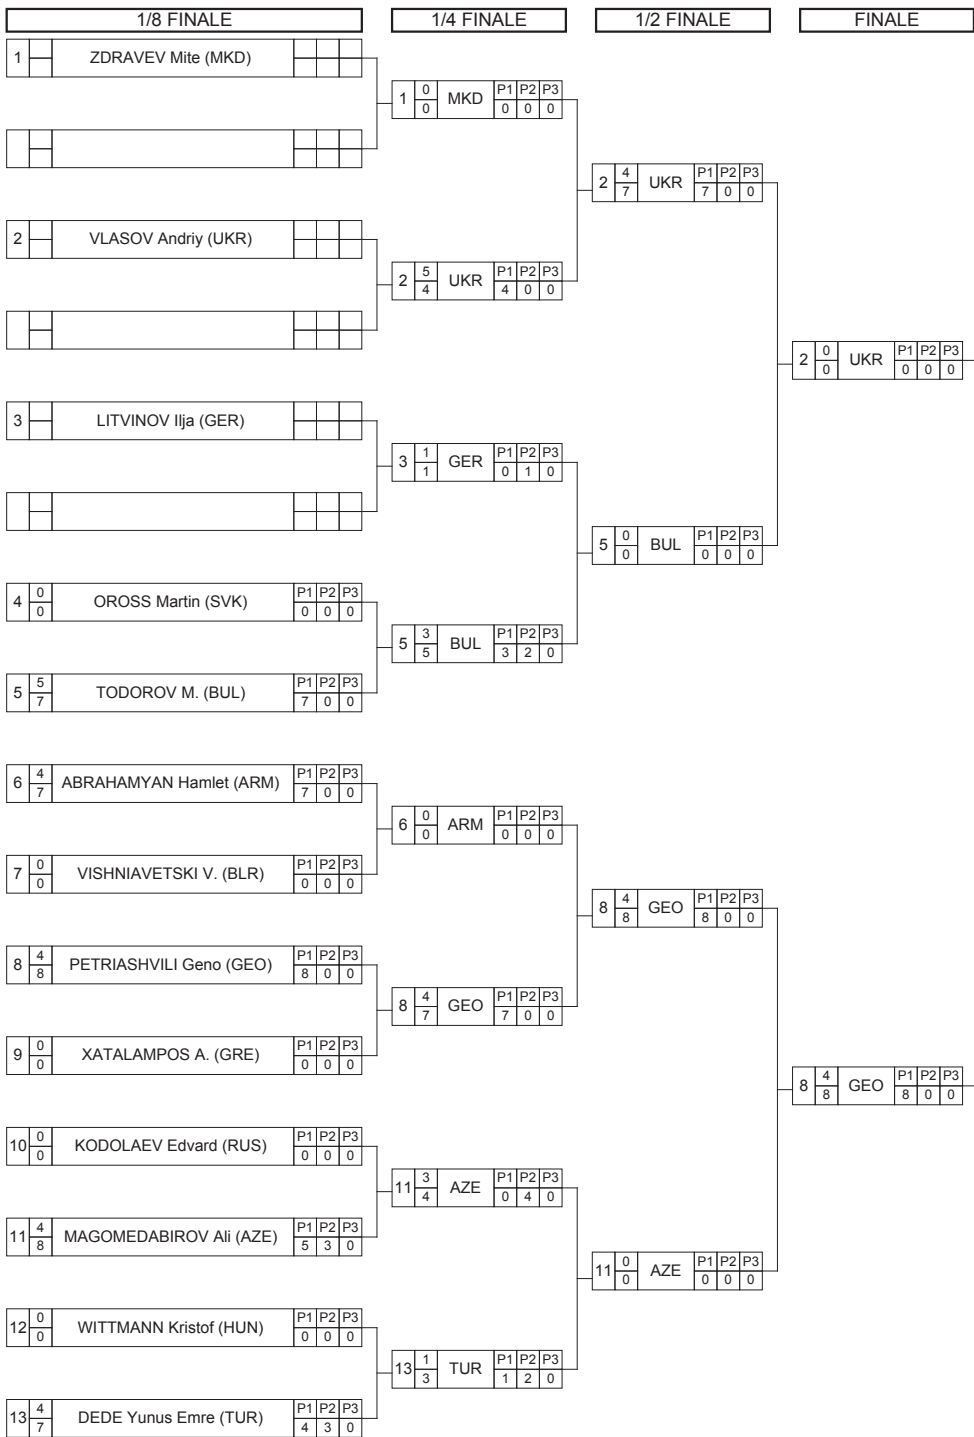 1/8 FINALE 1/4 FINALE 1/2 FINALE FINALE
1 ZDRAVEV Mite (MKD)
1 0 MKD P1 P2 P3
0 0 0 0
2 4 UKR P1 P2 P3
7 7 0 0
2 VLASOV Andriy (UKR)
2 5 UKR P1 P2 P3
4 4 0 0
2 0 UKR P1 P2 P3
0 0 0 0
3 LITVINOV Ilja (GER)
3 1 GER P1 P2 P3
1 0 1 0
5 0 BUL P1 P2 P3
0 0 0 0
4 0 OROSS Martin (SVK) P1 P2 P3
0 0 0 0
5 3 BUL P1 P2 P3
5 3 2 0
5 5 TODOROV M. (BUL) P1 P2 P3
7 7 0 0
6 4 ABRAHAMYAN Hamlet (ARM) P1 P2 P3
7 7 0 0
6 0 ARM P1 P2 P3
0 0 0 0
7 0 VISHNIAVETSKI V. (BLR) P1 P2 P3
0 0 0 0
8 4 GEO P1 P2 P3
8 8 0 0
8 4 PETRIASHVILI Geno (GEO) P1 P2 P3
8 8 0 0
8 4 GEO P1 P2 P3
7 7 0 0
9 0 XATALAMPOS A. (GRE) P1 P2 P3
0 0 0 0
8 4 GEO P1 P2 P3
8 8 0 0
10 0 KODOLAEV Edvard (RUS) P1 P2 P3
0 0 0 0
11 3 AZE P1 P2 P3
4 0 4 0
11 4 MAGOMEDABIROV Ali (AZE) P1 P2 P3
8 5 3 0
11 0 AZE P1 P2 P3
0 0 0 0
12 0 WITTMANN Kristof (HUN) P1 P2 P3
0 0 0 0
13 1 TUR P1 P2 P3
3 1 2 0
13 4 DEDE Yunus Emre (TUR) P1 P2 P3
7 4 3 0